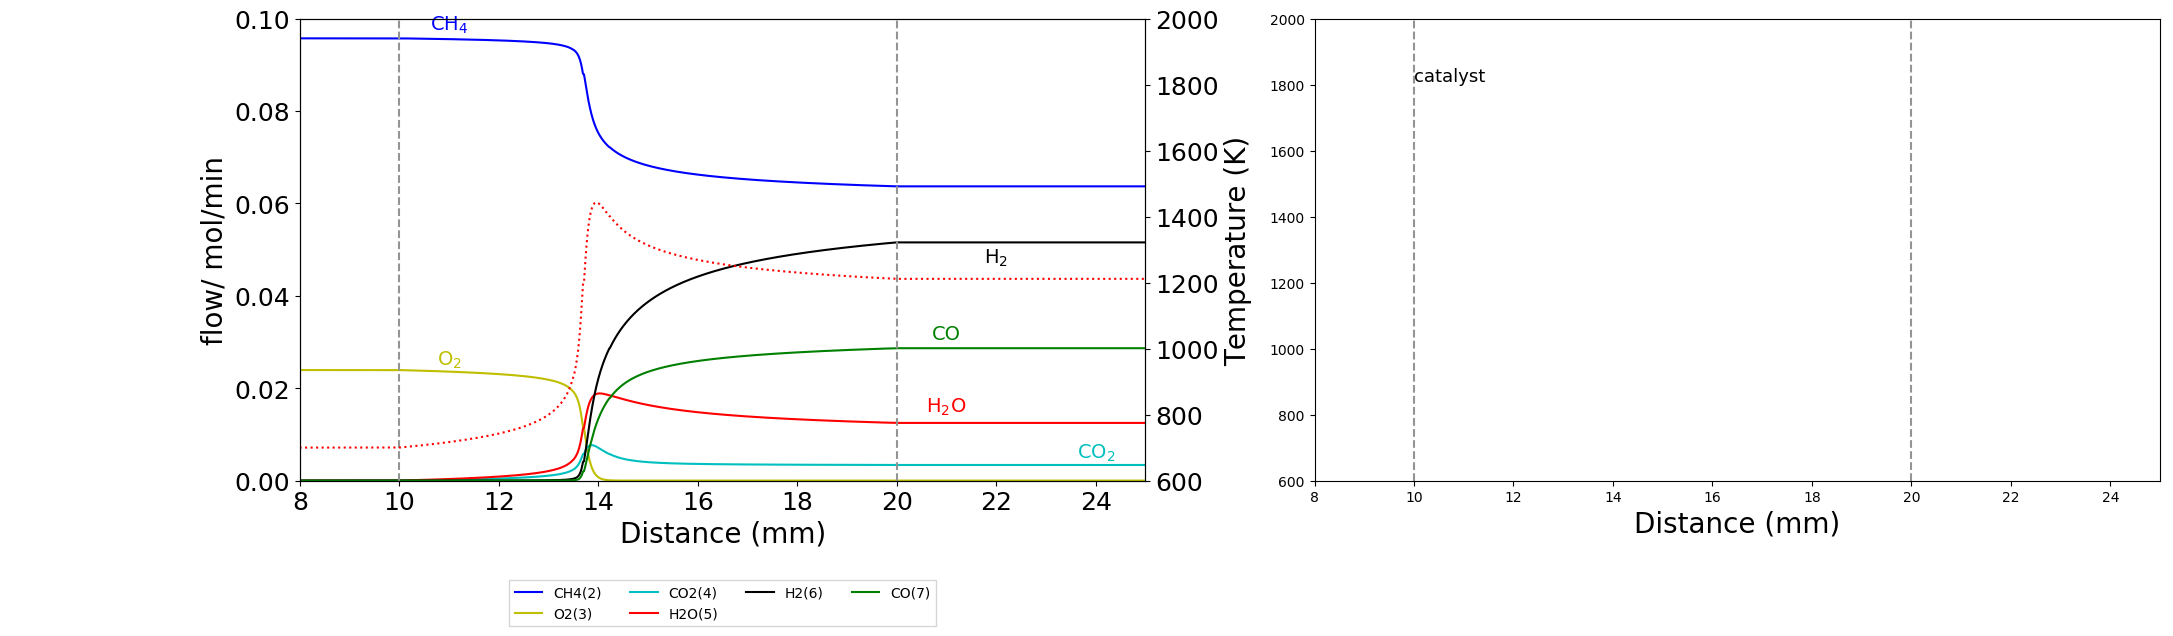 0.10
0.08
0.06
0.04
0.02
0.00
flow/ mol/min
CH₄
O₂
H₂
CO
H₂O
CO₂
8 10 12 14 16 18 20 22 24
Distance (mm)
2000
1800
1600
1400
1200
1000
800
600
Temperature (K)
CH4(2) CO2(4) H2(6) CO(7)
O2(3) H2O(5)
2000
1800
1600
1400
1200
1000
800
600
catalyst
8 10 12 14 16 18 20 22 24
Distance (mm)